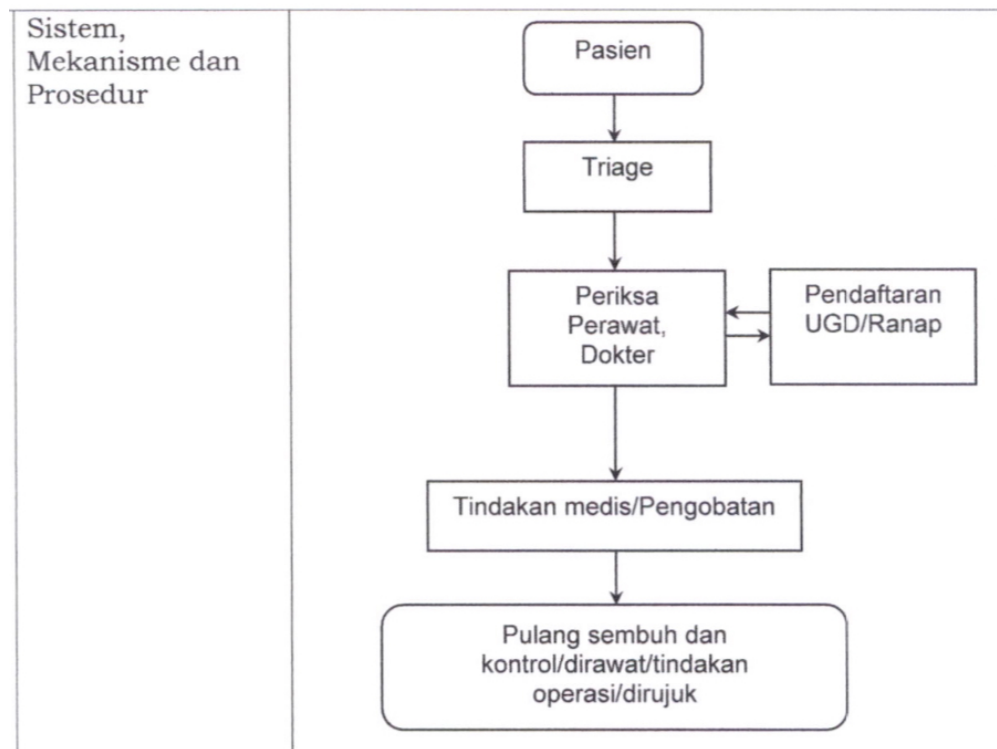 Sistem,
Mekanisme dan
Prosedur
Pasien
Triage
Periksa
Perawat,
Dokter
Pendaftaran
UGD/Ranap
Tindakan medis/Pengobatan
Pulang sembuh dan
kontrol/dirawat/tindakan
operasi/dirujuk